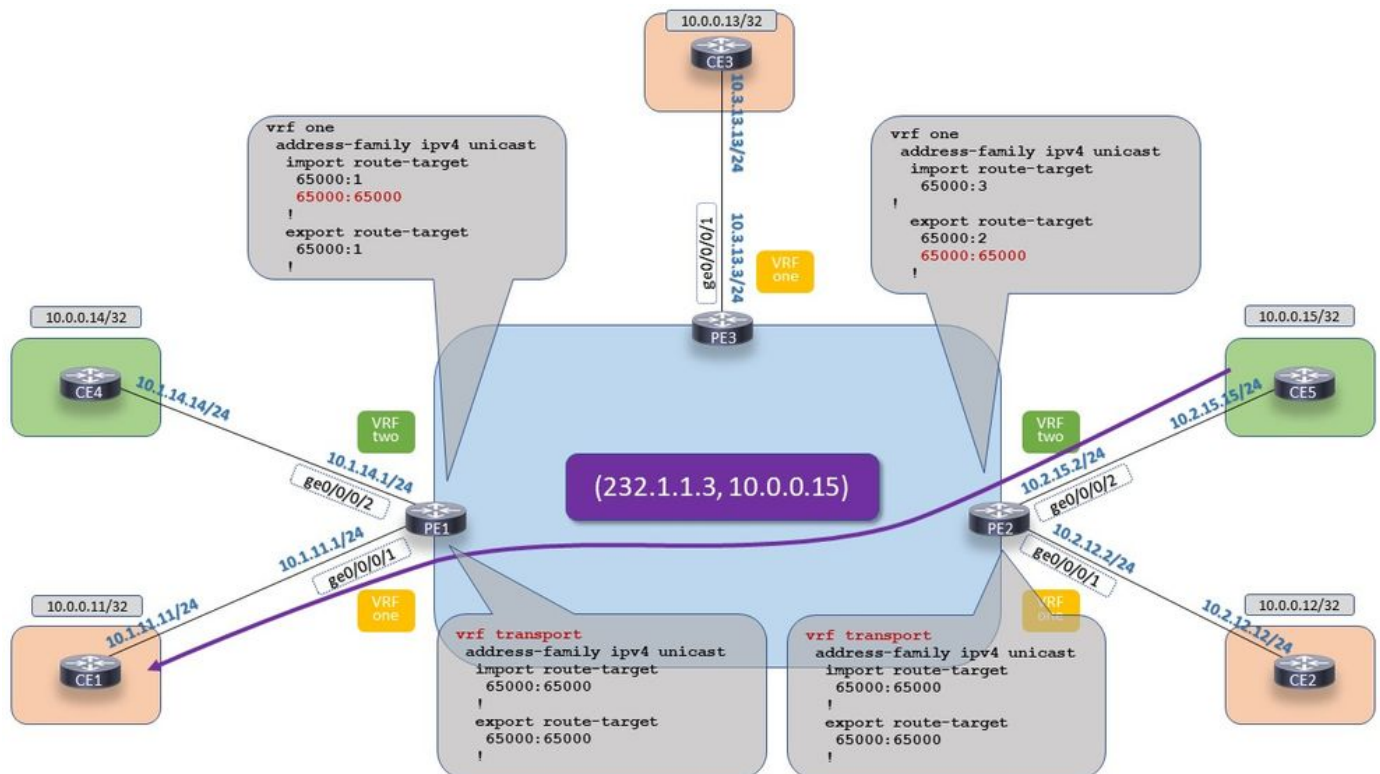 10.0.0.13/32
CE3
10.3.13.13/24
vrf one
address-family ipv4 unicast
import route-target
65000:1
65000:65000
!
export route-target
65000:1
!
vrf one
address-family ipv4 unicast
import route-target
65000:3
!
export route-target
65000:2
65000:65000
!
ge0/0/0/1
10.3.13.3/24
VRF
one
PE3
10.0.0.14/32
CE4
10.1.14.14/24
VRF
two
10.1.14.1/24
ge0/0/0/2
PE1
10.1.11.1/24
ge0/0/0/1
VRF
one
10.0.0.11/32
10.1.11.11/24
CE1
(232.1.1.3, 10.0.0.15)
10.0.0.15/32
CE5
10.2.15.15/24
VRF
two
10.2.15.2/24
ge0/0/0/2
PE2
10.2.12.2/24
ge0/0/0/1
VRF
one
10.0.0.12/32
10.2.12.12/24
CE2
vrf transport
address-family ipv4 unicast
import route-target
65000:65000
!
export route-target
65000:65000
!
vrf transport
address-family ipv4 unicast
import route-target
65000:65000
!
export route-target
65000:65000
!